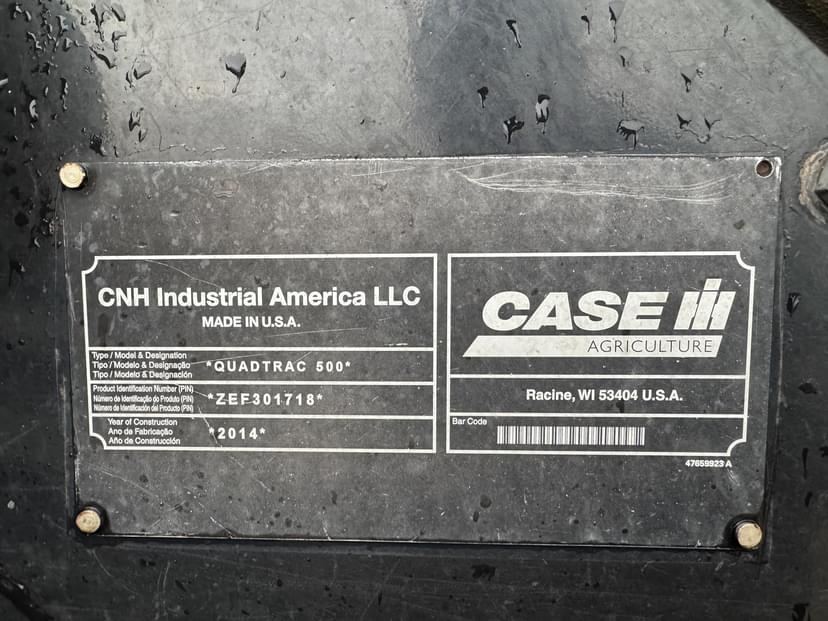 CNH Industrial America LLC
MADE IN U.S.A.
Type / Model & Designation
Tipo / Modelo & Designação
Tipo / Modelo & Designación
*QUADTRAC 500*
Product Identification Number (PIN)
Número de Identificação do Produto (PIN)
Número de Identificación del Producto (PIN)
*ZEF301718*
Year of Construction
Ano de Fabricação
Año de Construcción
*2014*
CASE IH
AGRICULTURE
Racine, WI 53404 U.S.A.
Bar Code
47659923 A